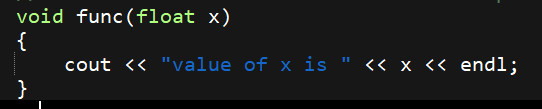 void func(float x)
{
    cout << "value of x is " << x << endl;
}